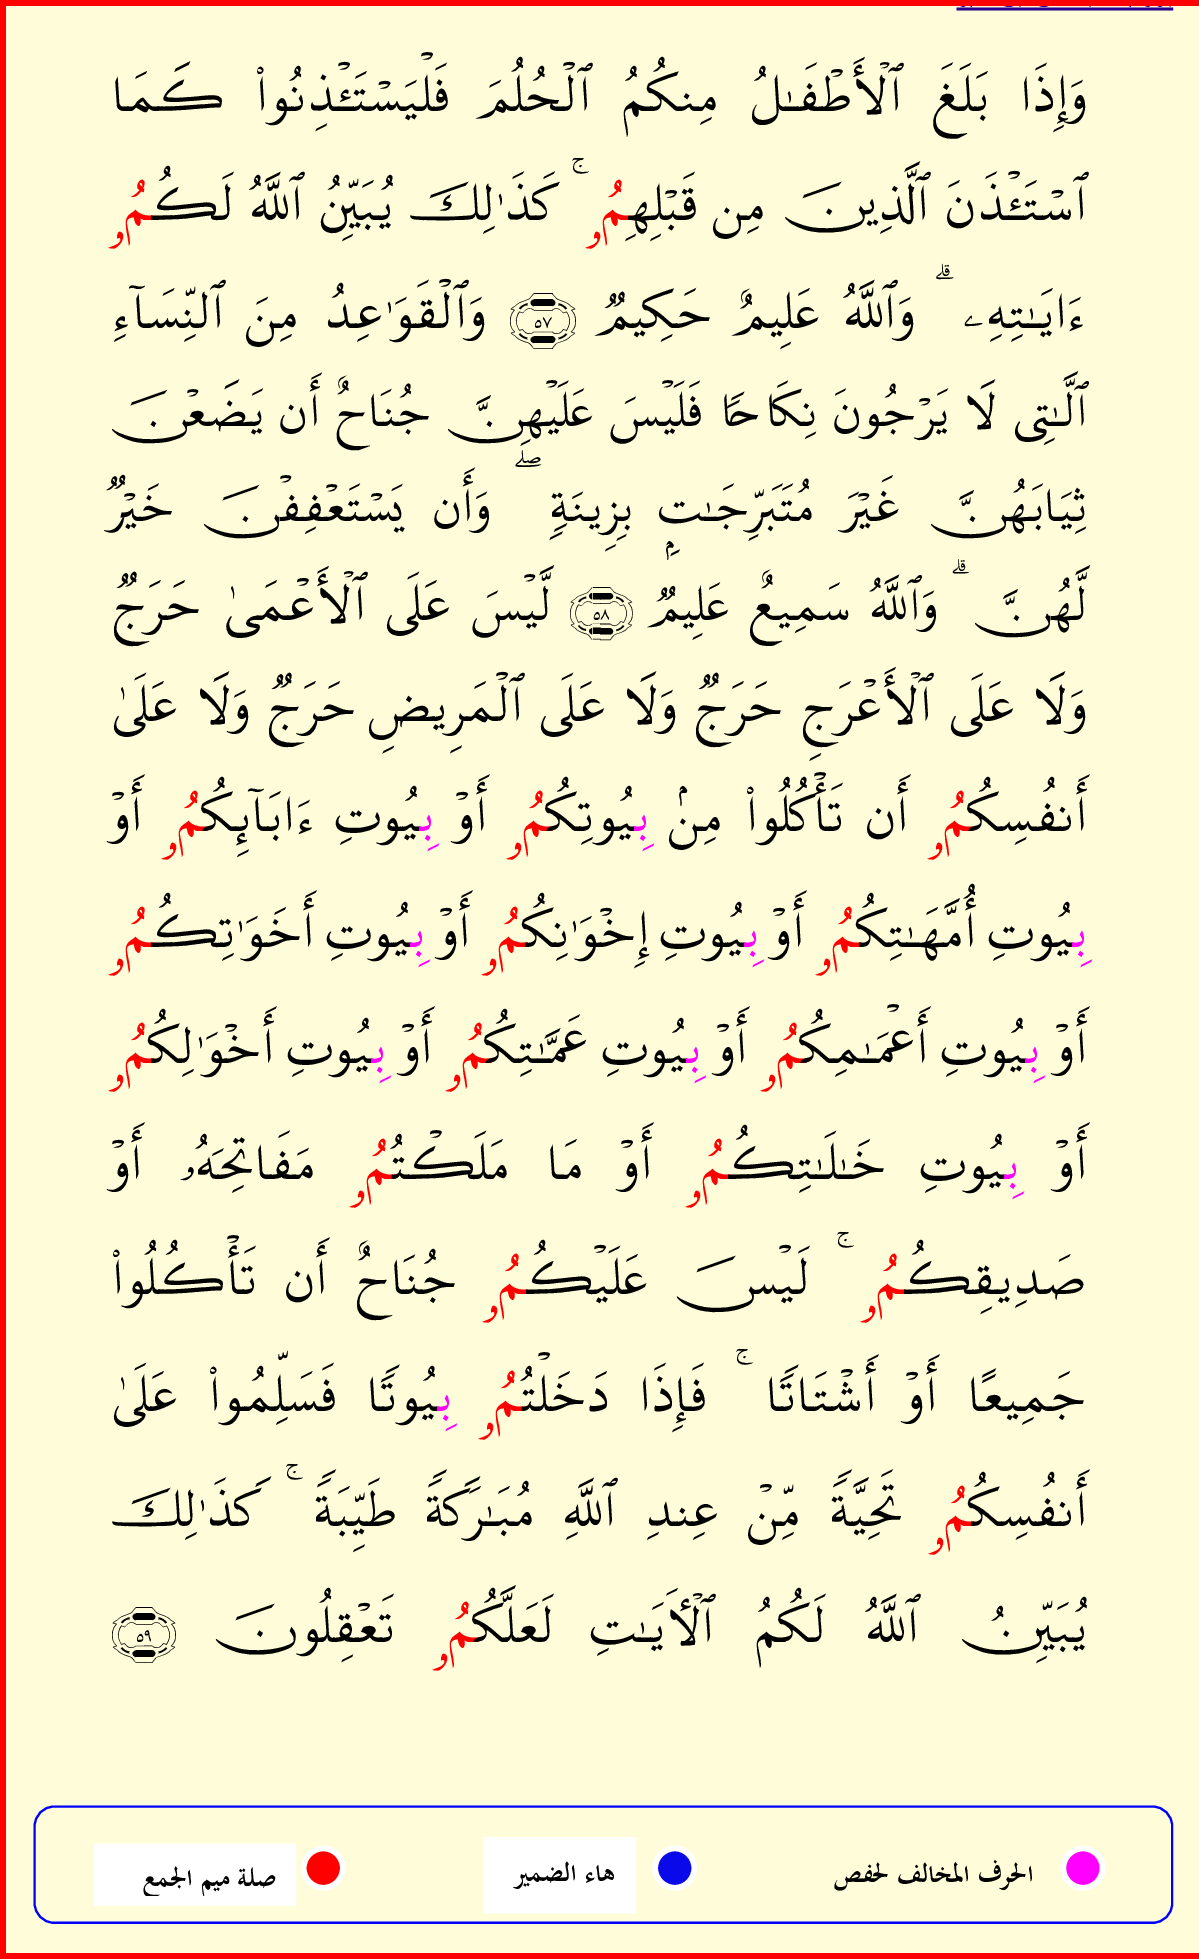 وَإِذَا بَلَغَ ٱلْأَطْفَـٰلُ مِنكُمُ ٱلْحُلُمَ فَلْيَسْتَـْٔذِنُوا۟ كَمَا
ٱسْتَـْٔذَنَ ٱلَّذِينَ مِن قَبْلِهِمُۥ ۚ كَذَٰلِكَ يُبَيِّنُ ٱللَّهُ لَكُمُۥ
ءَايَـٰتِهِۦ ۗ وَٱللَّهُ عَلِيمٌ حَكِيمٌ ٥٧ وَٱلْقَوَٰعِدُ مِنَ ٱلنِّسَآءِ
ٱلَّـٰتِى لَا يَرْجُونَ نِكَاحًا فَلَيْسَ عَلَيْهِنَّ جُنَاحٌ أَن يَضَعْنَ
ثِيَابَهُنَّ غَيْرَ مُتَبَرِّجَـٰتٍۭ بِزِينَةٍ ۖ وَأَن يَسْتَعْفِفْنَ خَيْرٌ
لَّهُنَّ ۗ وَٱللَّهُ سَمِيعٌ عَلِيمٌ ٥٨ لَّيْسَ عَلَى ٱلْأَعْمَىٰ حَرَجٌ
وَلَا عَلَى ٱلْأَعْرَجِ حَرَجٌ وَلَا عَلَى ٱلْمَرِيضِ حَرَجٌ وَلَا عَلَىٰ
أَنفُسِكُمُۥ أَن تَأْكُلُوا۟ مِنۢ بِيُوتِكُمُۥ أَوْ بِيُوتِ ءَابَآئِكُمُۥ أَوْ
بِيُوتِ أُمَّهَـٰتِكُمُۥ أَوْ بِيُوتِ إِخْوَٰنِكُمُۥ أَوْ بِيُوتِ أَخَوَٰتِكُمُۥ
أَوْ بِيُوتِ أَعْمَـٰمِكُمُۥ أَوْ بِيُوتِ عَمَّـٰتِكُمُۥ أَوْ بِيُوتِ أَخْوَٰلِكُمُۥ
أَوْ بِيُوتِ خَـٰلَـٰتِكُمُۥ أَوْ مَا مَلَكْتُمُۥ مَفَاتِحَهُۥ أَوْ
صَدِيقِكُمُۥ ۚ لَيْسَ عَلَيْكُمُۥ جُنَاحٌ أَن تَأْكُلُوا۟
جَمِيعًا أَوْ أَشْتَاتًا ۚ فَإِذَا دَخَلْتُمُۥ بِيُوتًا فَسَلِّمُوا۟ عَلَىٰ
أَنفُسِكُمُۥ تَحِيَّةً مِّنْ عِندِ ٱللَّهِ مُبَـٰرَكَةً طَيِّبَةً ۚ كَذَٰلِكَ
يُبَيِّنُ ٱللَّهُ لَكُمُ ٱلْـَٔايَـٰتِ لَعَلَّكُمُۥ تَعْقِلُونَ ٥٩
الحرف المخالف لحفص هاء الضمير صلة ميم الجمع